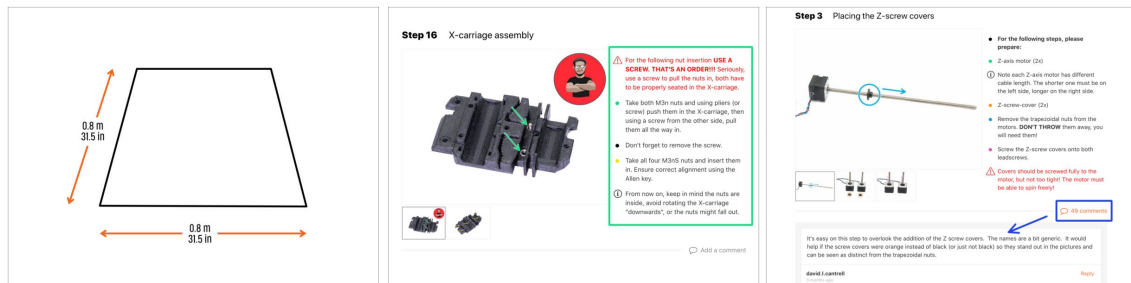 0.8 m
31.5 in
0.8 m
31.5 in
Step 16 X-carriage assembly
For the following nut insertion USE A
SCREW. THAT'S AN ORDER!!! Seriously,
use a screw to pull the nuts in, both have
to be properly seated in the X-carriage.
Take both M3n nuts and using pliers (or
screw) push them in the X-carriage, then
using a screw from the other side, pull
them all the way in.
Don't forget to remove the screw.
Take all four M3nS nuts and insert them
in. Ensure correct alignment using the
Allen key.
From now on, keep in mind the nuts are
inside, avoid rotating the X-carriage
"downwards", or the nuts might fall out.
Add a comment
Step 3 Placing the Z-screw covers
For the following steps, please
prepare:
Z-axis motor (2x)
Note each Z-axis motor has different
cable length. The shorter one must be on
the left side, longer on the right side.
Z-screw-cover (2x)
Remove the trapezoidal nuts from the
motors. DON'T THROW them away, you
will need them!
Screw the Z-screw covers onto both
leadscrews.
Covers should be screwed fully to the
motor, but not too tight! The motor must
be able to spin freely!
49 comments
It's easy on this step to overlook the addition of the Z screw covers. The names are a bit generic. It would
help if the screw covers were orange instead of black (or just not black) so they stand out in the pictures and
can be seen as distinct from the trapezoidal nuts.
david.l.cantrell
Reply